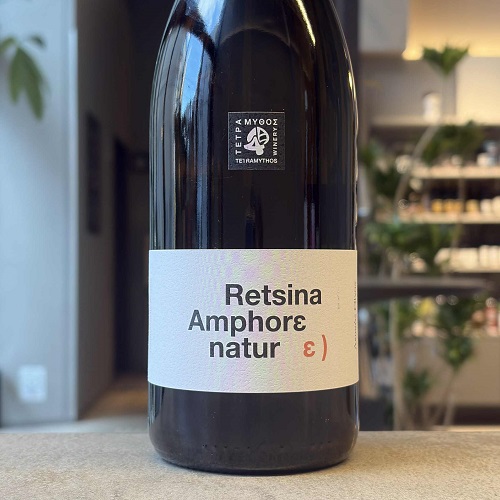 ΤΕΤΡΑ ΜΥΘΟΣ WINERY
TETRAMYTHOS
Retsina
Amphorε
natur ε)